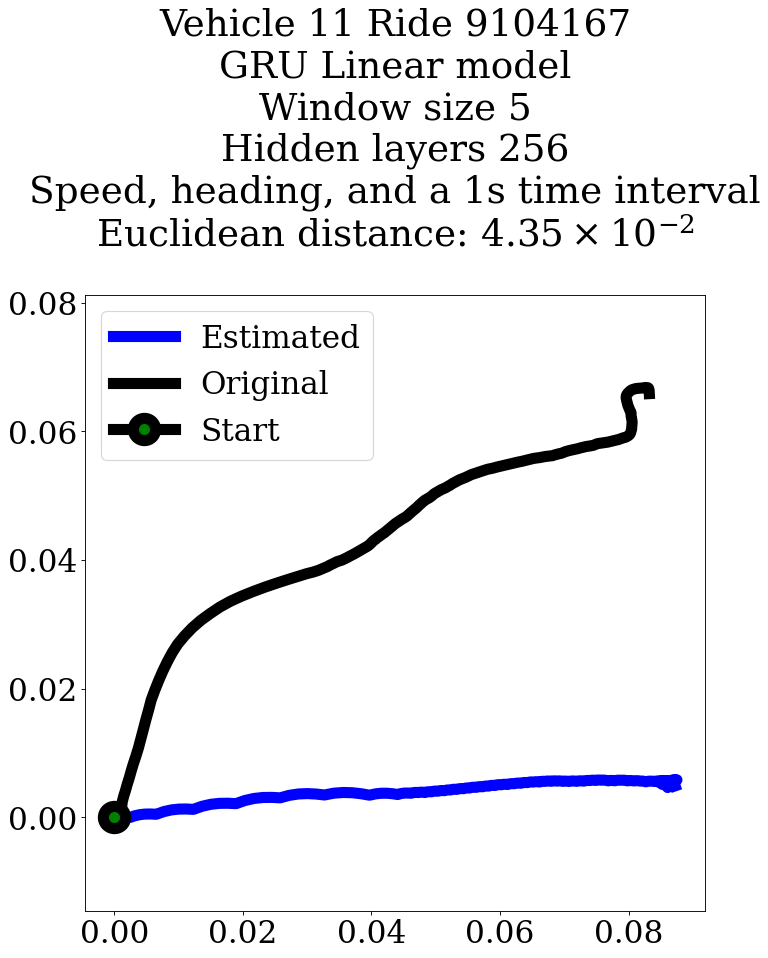 Vehicle 11 Ride 9104167
GRU Linear model
Window size 5
Hidden layers 256
Speed, heading, and a 1s time interval
Euclidean distance: 4.35 × 10⁻²
Estimated
Original
Start
0.08
0.06
0.04
0.02
0.00
0.00 0.02 0.04 0.06 0.08